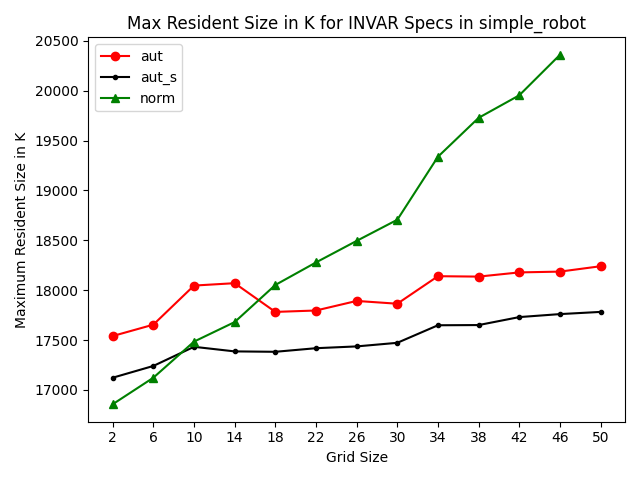 Max Resident Size in K for INVAR Specs in simple_robot
aut
aut_s
norm
Maximum Resident Size in K
20500
20000
19500
19000
18500
18000
17500
17000
2 6 10 14 18 22 26 30 34 38 42 46 50
Grid Size